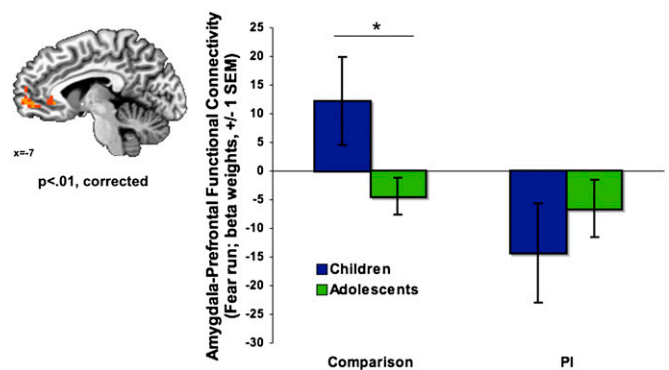 x=-7
p<.01, corrected
Amygdala-Prefrontal Functional Connectivity
(Fear run; beta weights, +/- 1 SEM)
25
20
15
10
5
0
-5
-10
-15
-20
-25
-30
*
Children
Adolescents
Comparison
PI